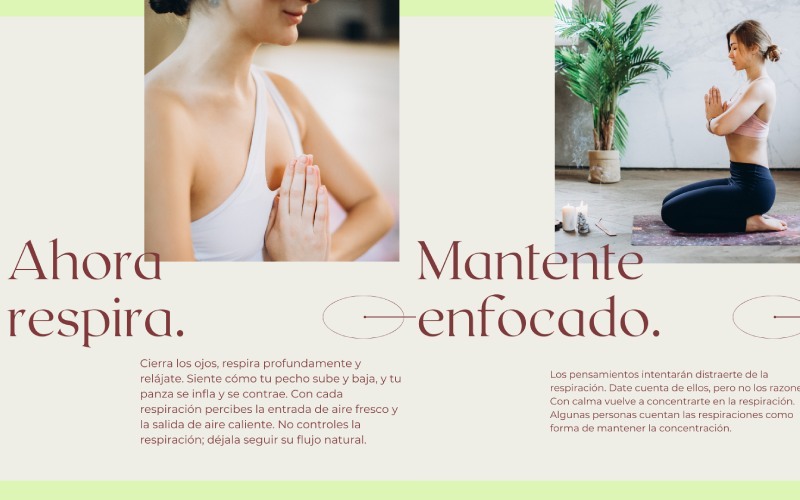 Ahora
respira.
Cierra los ojos, respira profundamente y
relájate. Siente cómo tu pecho sube y baja, y tu
panza se infla y se contrae. Con cada
respiración percibes la entrada de aire fresco y
la salida de aire caliente. No controles la
respiración; déjala seguir su flujo natural.
Mantente
enfocado.
Los pensamientos intentarán distraerte de la
respiración. Date cuenta de ellos, pero no los razone
Con calma vuelve a concentrarte en la respiración.
Algunas personas cuentan las respiraciones como
forma de mantener la concentración.